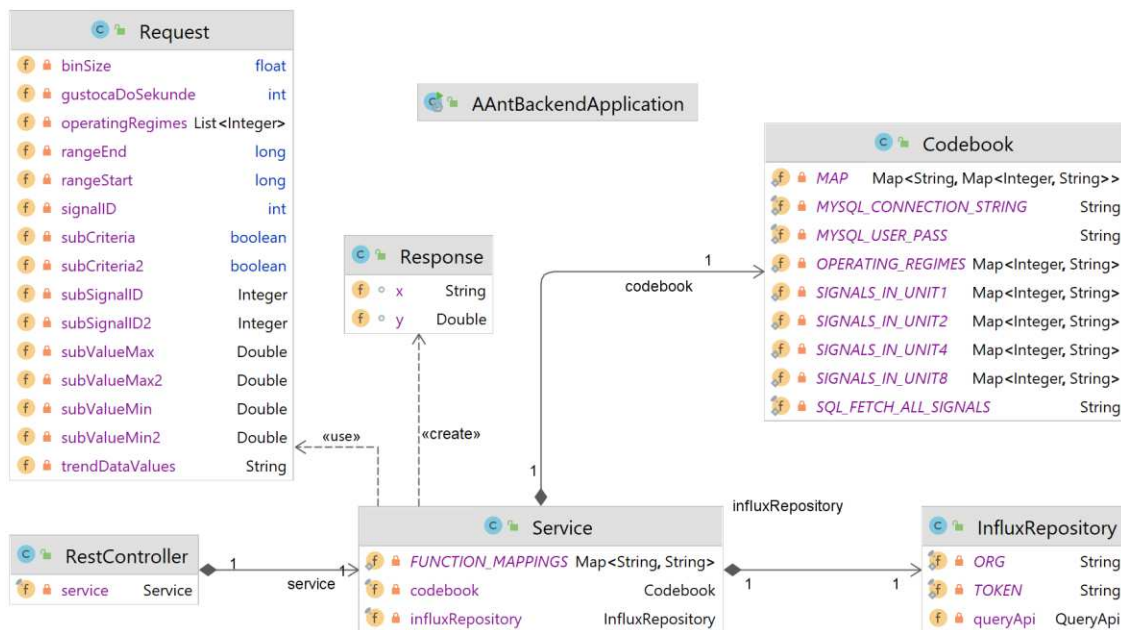 Request
binSize float
gustocaDoSekunde int
operatingRegimes List<Integer>
rangeEnd long
rangeStart long
signalID int
subCriteria boolean
subCriteria2 boolean
subSignalID Integer
subSignalID2 Integer
subValueMax Double
subValueMax2 Double
subValueMin Double
subValueMin2 Double
trendDataValues String
AAntBackendApplication
Codebook
MAP Map<String, Map<Integer, String>>
MYSQL_CONNECTION_STRING String
MYSQL_USER_PASS String
OPERATING_REGIMES Map<Integer, String>
SIGNALS_IN_UNIT1 Map<Integer, String>
SIGNALS_IN_UNIT2 Map<Integer, String>
SIGNALS_IN_UNIT4 Map<Integer, String>
SIGNALS_IN_UNIT8 Map<Integer, String>
SQL_FETCH_ALL_SIGNALS String
Response
x String
y Double
1
codebook
1
«use»
«create»
RestController
service Service
1
service
1
Service
FUNCTION_MAPPINGS Map<String, String>
codebook Codebook
influxRepository InfluxRepository
influxRepository
1
1
InfluxRepository
ORG String
TOKEN String
queryApi QueryApi